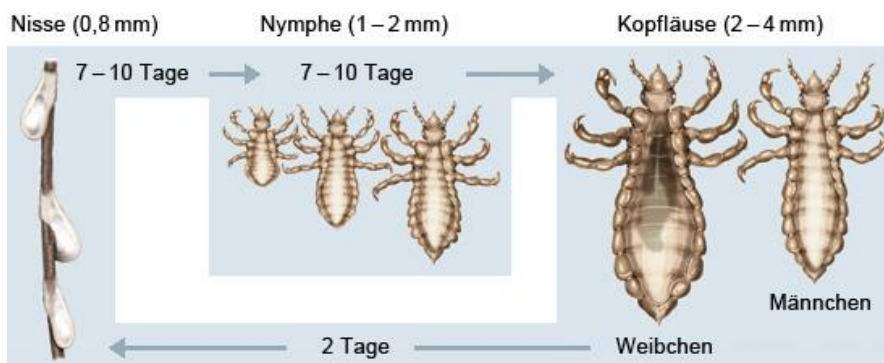 Nisse (0,8 mm)
Nymphe (1 – 2 mm)
Kopfläuse (2 – 4 mm)
7 – 10 Tage
7 – 10 Tage
Männchen
2 Tage
Weibchen